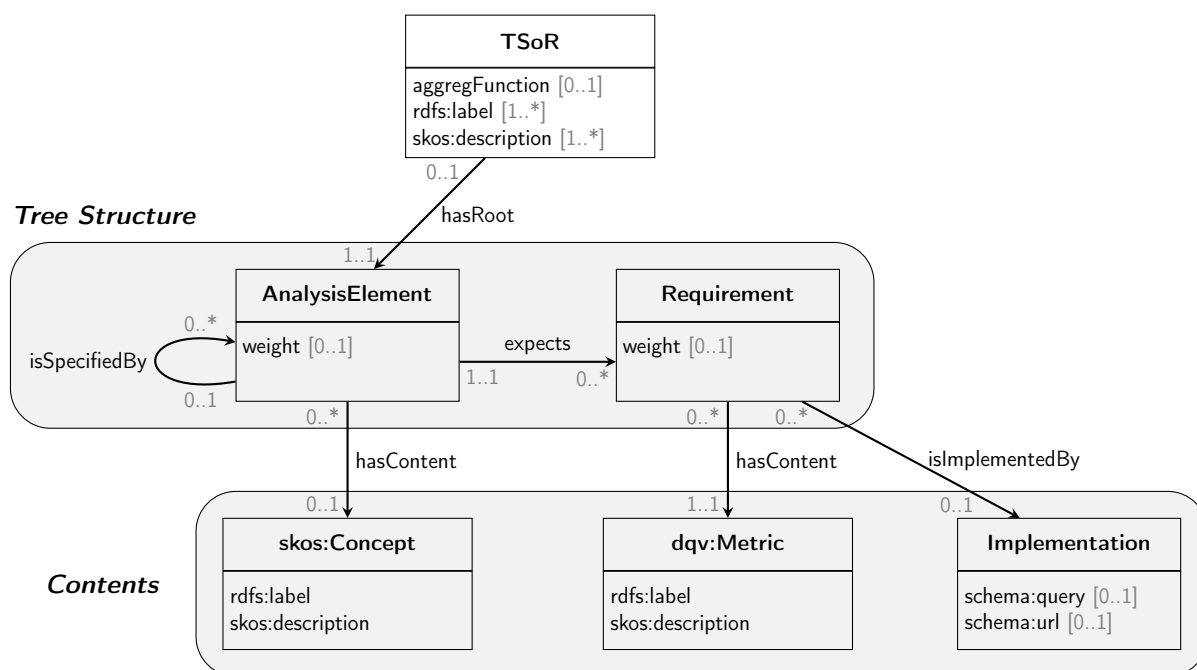 TSoR
aggregFunction [0..1]
rdfs:label [1..*]
skos:description [1..*]
0..1
hasRoot
Tree Structure
1..1
AnalysisElement
weight [0..1]
0..*
isSpecifiedBy
0..1
expects
1..1
0..*
Requirement
weight [0..1]
0..*
0..*
0..*
hasContent
hasContent
isImplementedBy
0..1
1..1
0..1
Contents
skos:Concept
rdfs:label
skos:description
dqv:Metric
rdfs:label
skos:description
Implementation
schema:query [0..1]
schema:url [0..1]